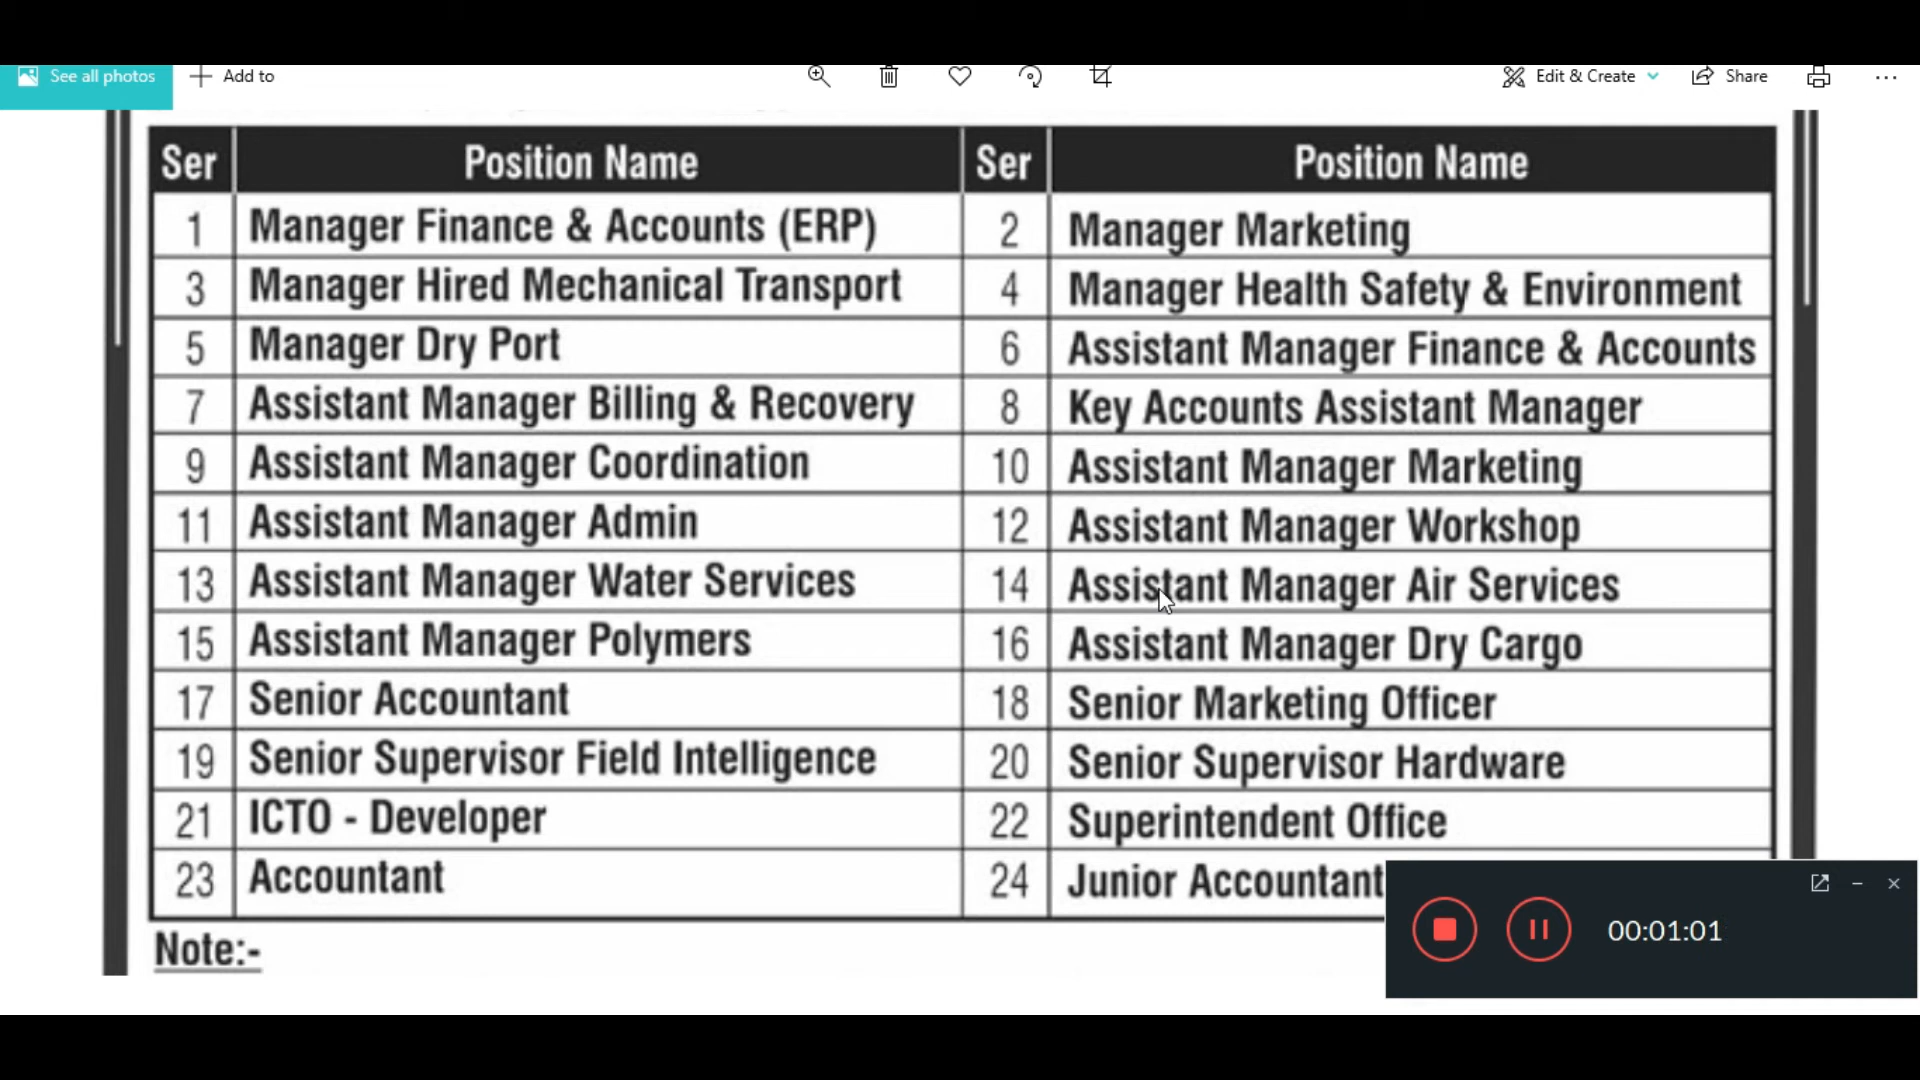 See all photos
Add to
Edit & Create
Share
Ser Position Name Ser Position Name
1 Manager Finance & Accounts (ERP) 2 Manager Marketing
3 Manager Hired Mechanical Transport 4 Manager Health Safety & Environment
5 Manager Dry Port 6 Assistant Manager Finance & Accounts
7 Assistant Manager Billing & Recovery 8 Key Accounts Assistant Manager
9 Assistant Manager Coordination 10 Assistant Manager Marketing
11 Assistant Manager Admin 12 Assistant Manager Workshop
13 Assistant Manager Water Services 14 Assistant Manager Air Services
15 Assistant Manager Polymers 16 Assistant Manager Dry Cargo
17 Senior Accountant 18 Senior Marketing Officer
19 Senior Supervisor Field Intelligence 20 Senior Supervisor Hardware
21 ICTO - Developer 22 Superintendent Office
23 Accountant 24 Junior Accountant
Note:-
00:01:01